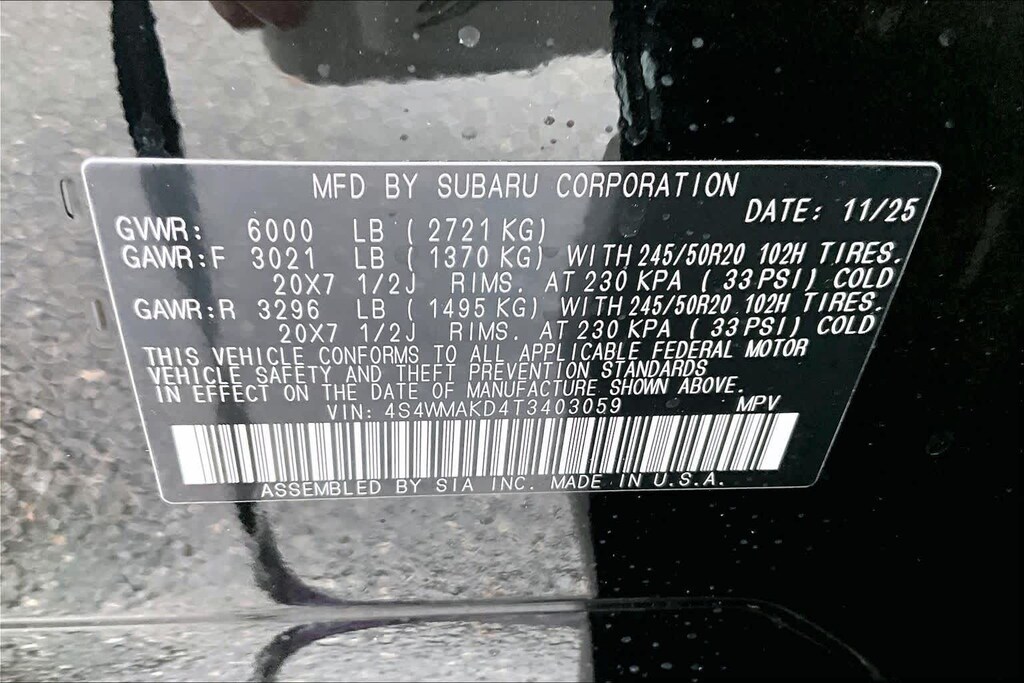 MFD BY SUBARU CORPORATION
DATE: 11/25
GVWR: 6000 LB ( 2721 KG)
GAWR:F 3021 LB ( 1370 KG) WITH 245/50R20 102H TIRES.
20X7 1/2J RIMS. AT 230 KPA ( 33 PSI) COLD
GAWR:R 3296 LB ( 1495 KG) WITH 245/50R20 102H TIRES.
20X7 1/2J RIMS. AT 230 KPA ( 33 PSI) COLD
THIS VEHICLE CONFORMS TO ALL APPLICABLE FEDERAL MOTOR
VEHICLE SAFETY AND THEFT PREVENTION STANDARDS
IN EFFECT ON THE DATE OF MANUFACTURE SHOWN ABOVE.
VIN: 4S4WMAKD4T3403059 MPV
ASSEMBLED BY SIA INC. MADE IN U.S.A.